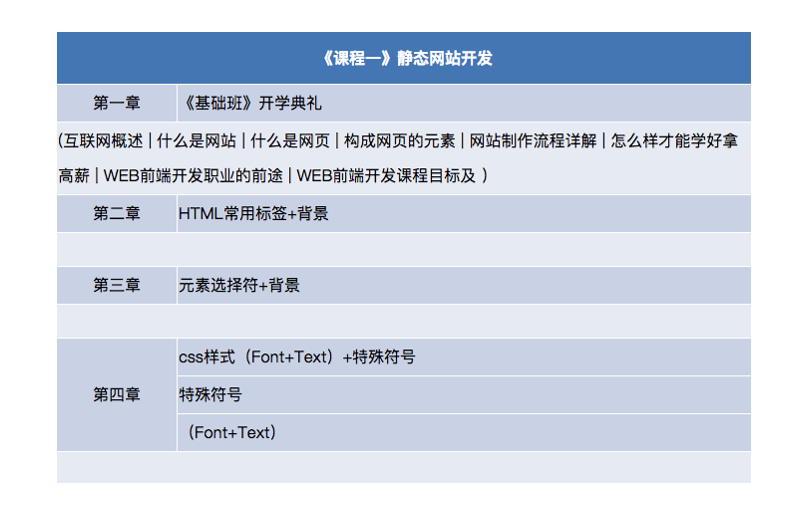 《课程一》静态网站开发
第一章 《基础班》开学典礼
(互联网概述 | 什么是网站 | 什么是网页 | 构成网页的元素 | 网站制作流程详解 | 怎么样才能学好拿
高薪 | WEB前端开发职业的前途 | WEB前端开发课程目标及 )
第二章 HTML常用标签+背景
第三章 元素选择符+背景
css样式（Font+Text）+特殊符号
第四章 特殊符号
（Font+Text）